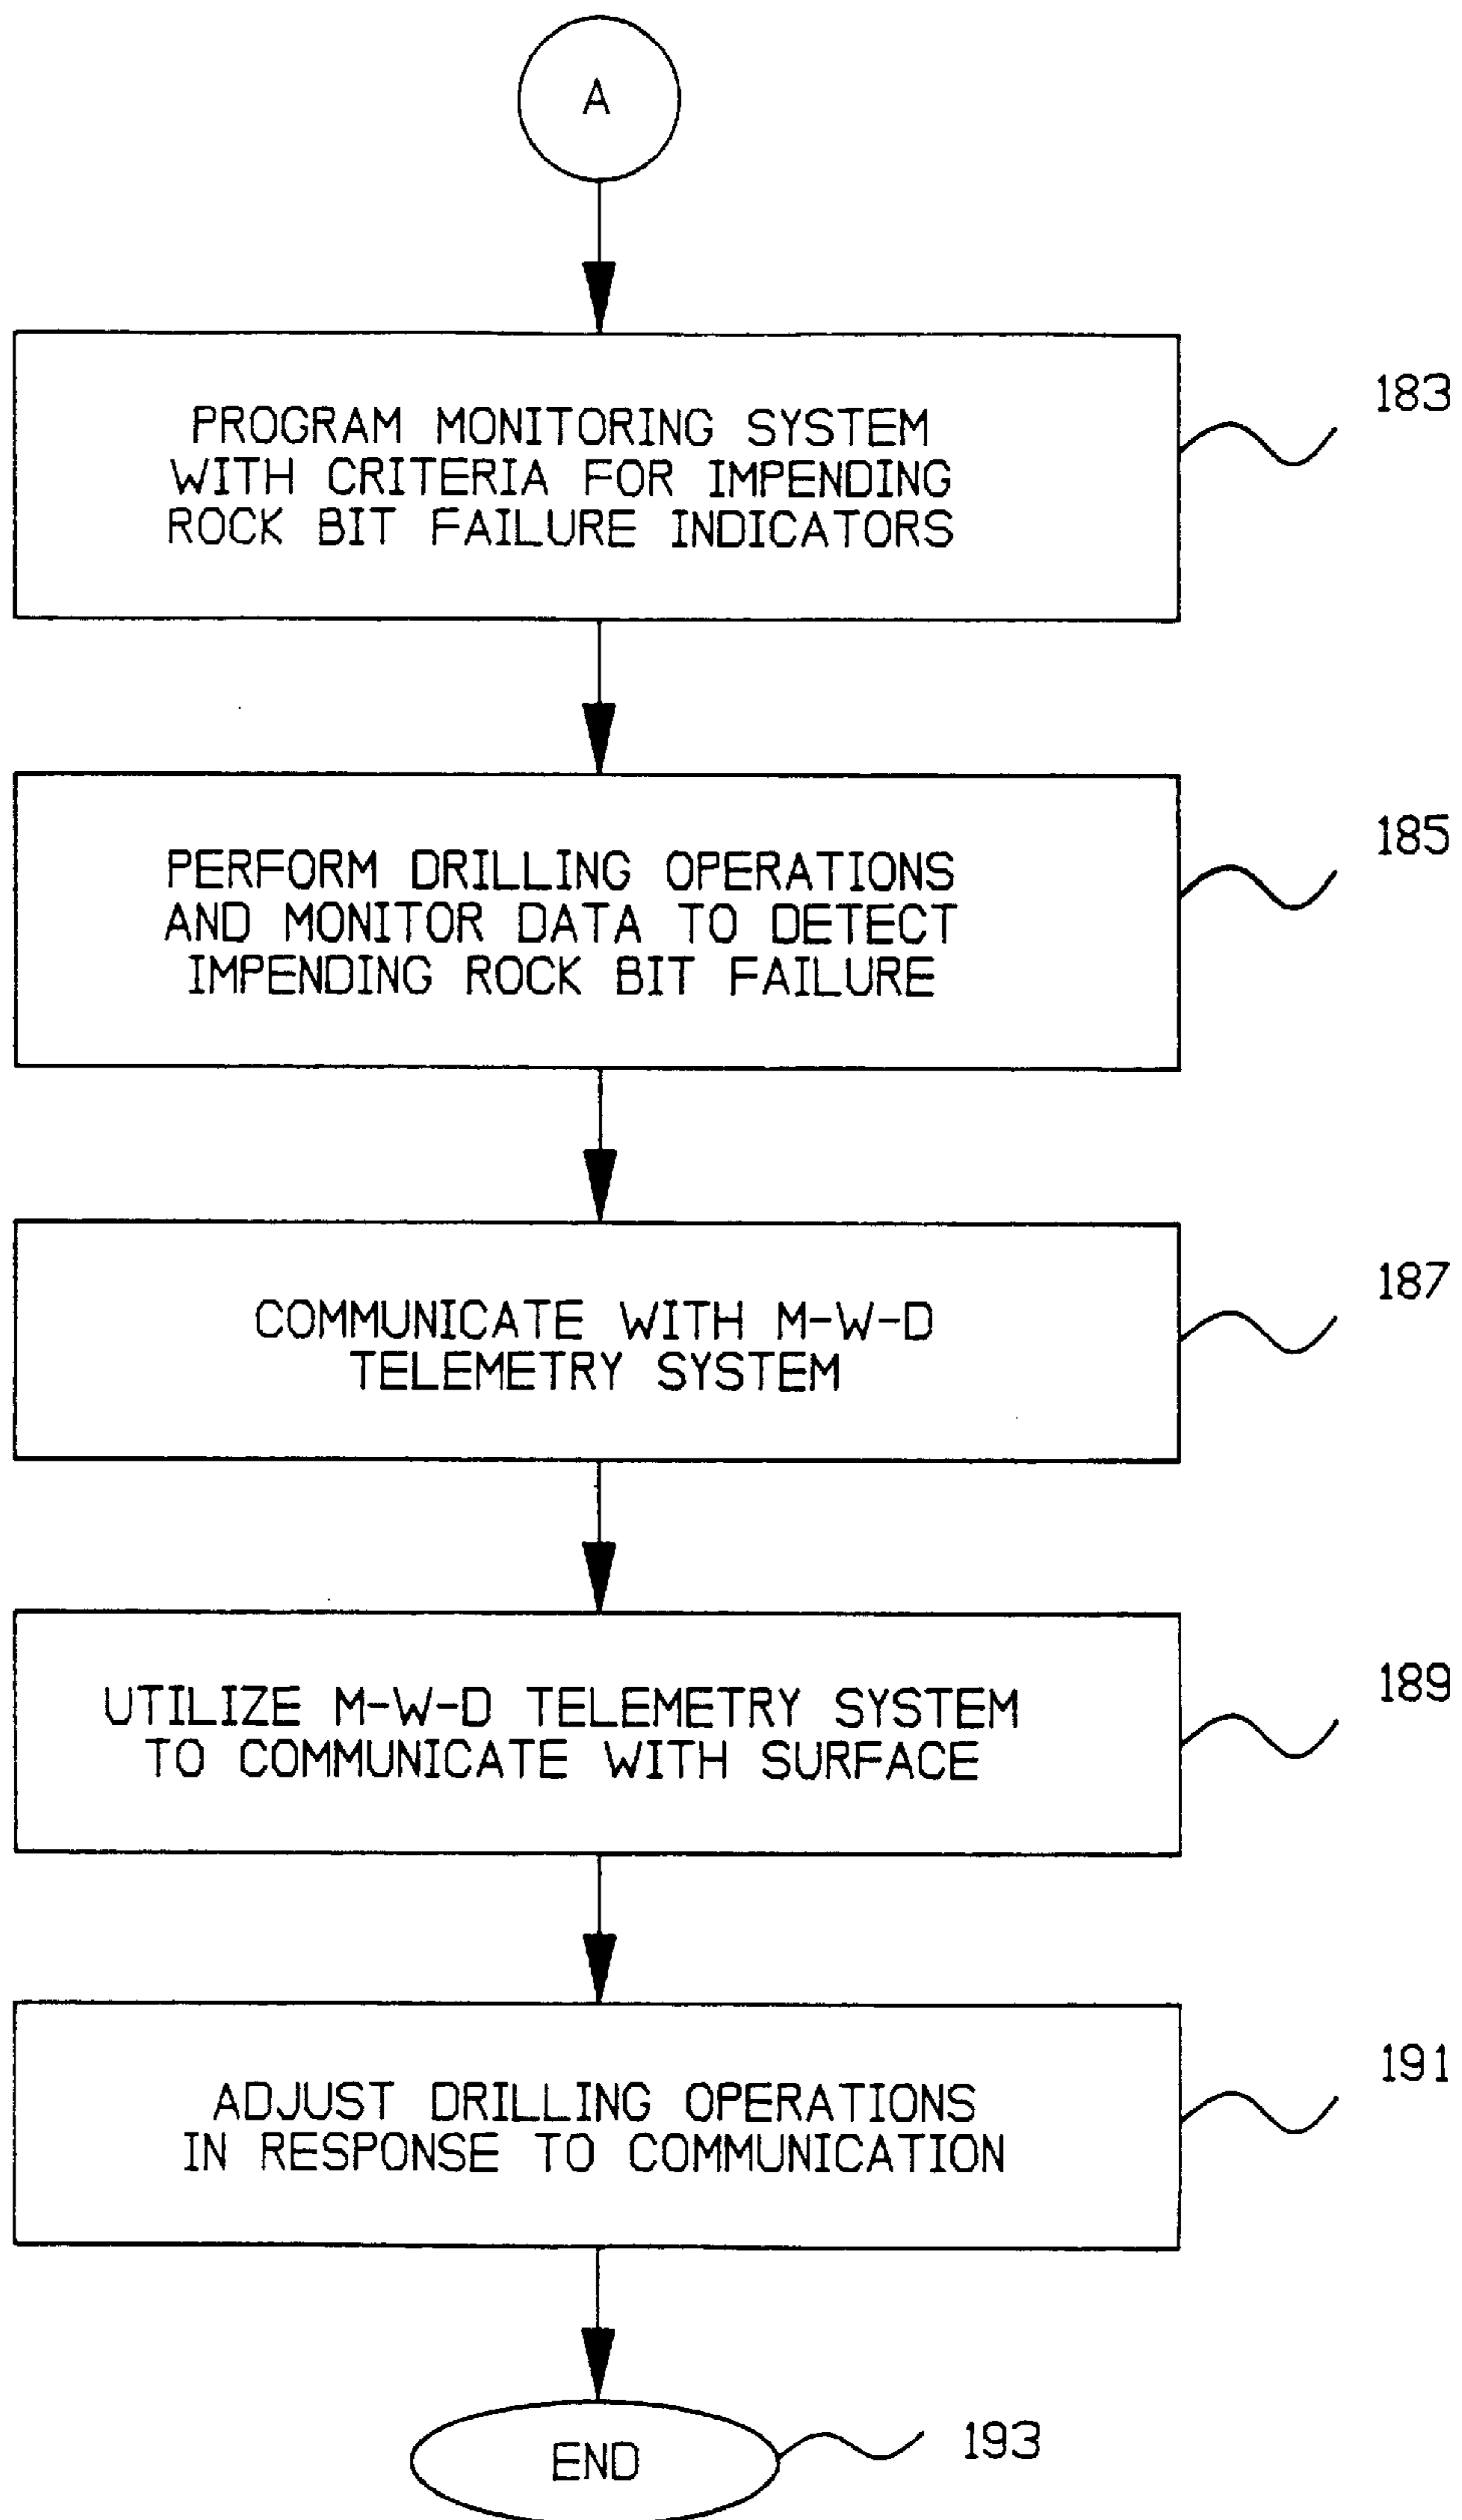 A
183
PROGRAM MONITORING SYSTEM
WITH CRITERIA FOR IMPENDING
ROCK BIT FAILURE INDICATORS
185
PERFORM DRILLING OPERATIONS
AND MONITOR DATA TO DETECT
IMPENDING ROCK BIT FAILURE
187
COMMUNICATE WITH M-W-D
TELEMETRY SYSTEM
189
UTILIZE M-W-D TELEMETRY SYSTEM
TO COMMUNICATE WITH SURFACE
191
ADJUST DRILLING OPERATIONS
IN RESPONSE TO COMMUNICATION
END
193